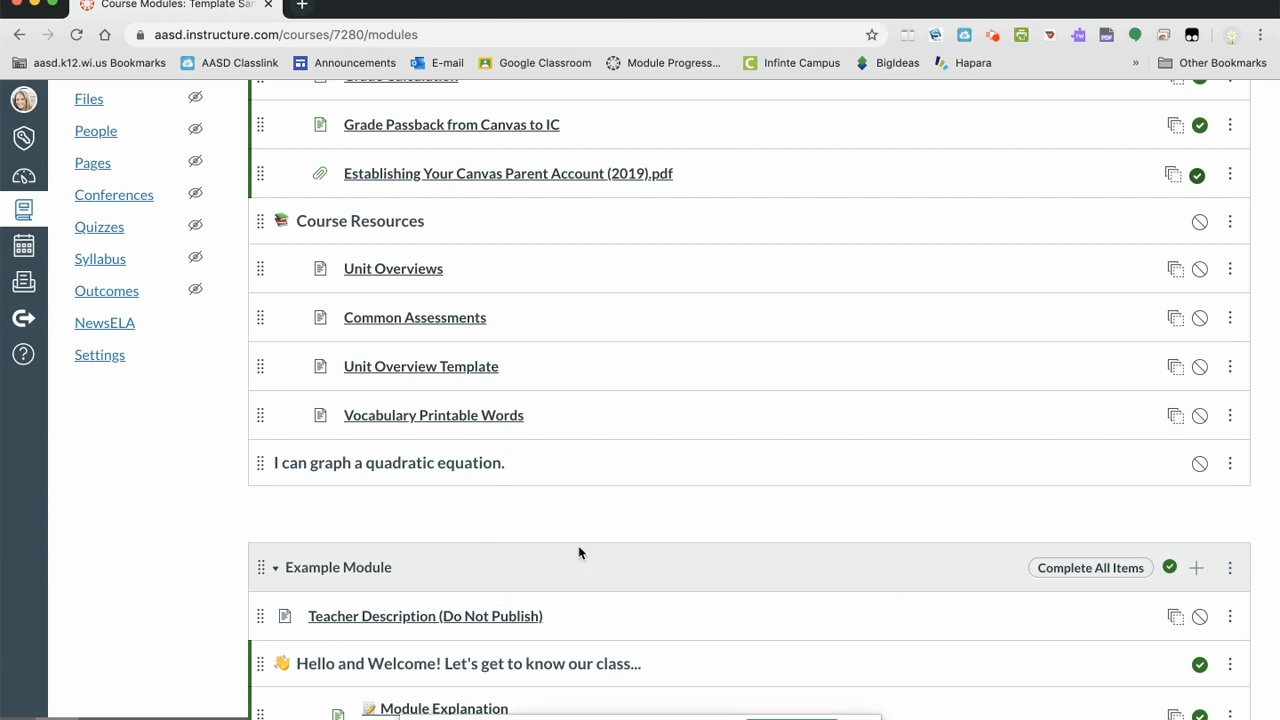 Course Modules: Template Sa
aasd.instructure.com/courses/7280/modules
aasd.k12.wi.us Bookmarks
AASD Classlink
Announcements
E-mail
Google Classroom
Module Progress...
Infinte Campus
BigIdeas
Hapara
»
Other Bookmarks
Files
People
Pages
Conferences
Quizzes
Syllabus
Outcomes
NewsELA
Settings
Grade Passback from Canvas to IC
Establishing Your Canvas Parent Account (2019).pdf
Course Resources
Unit Overviews
Common Assessments
Unit Overview Template
Vocabulary Printable Words
I can graph a quadratic equation.
Example Module
Complete All Items
Teacher Description (Do Not Publish)
Hello and Welcome! Let's get to know our class...
Module Explanation